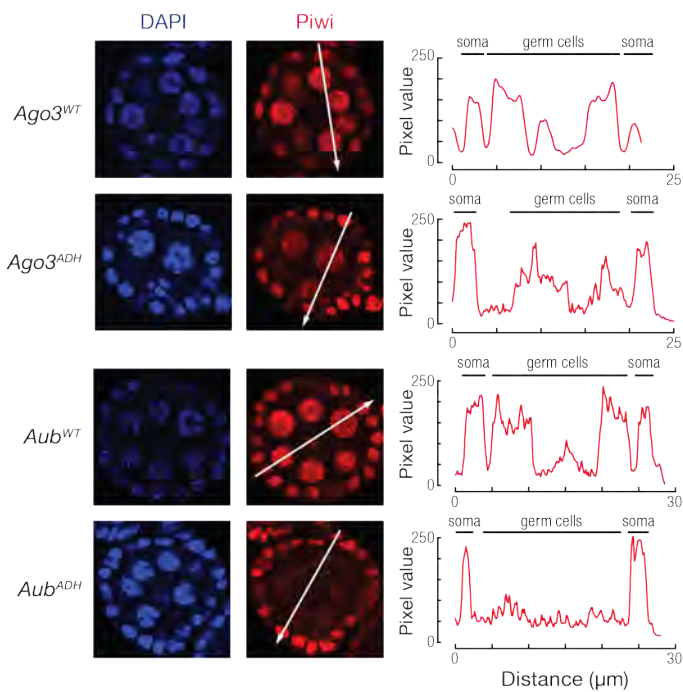 DAPI
Piwi
Ago3WT
Ago3ADH
AubWT
AubADH
soma
germ cells
soma
Pixel value
250
0
0
25
soma
germ cells
soma
Pixel value
250
0
0
25
soma
germ cells
soma
Pixel value
250
0
0
30
soma
germ cells
soma
Pixel value
250
0
0
30
Distance (μm)